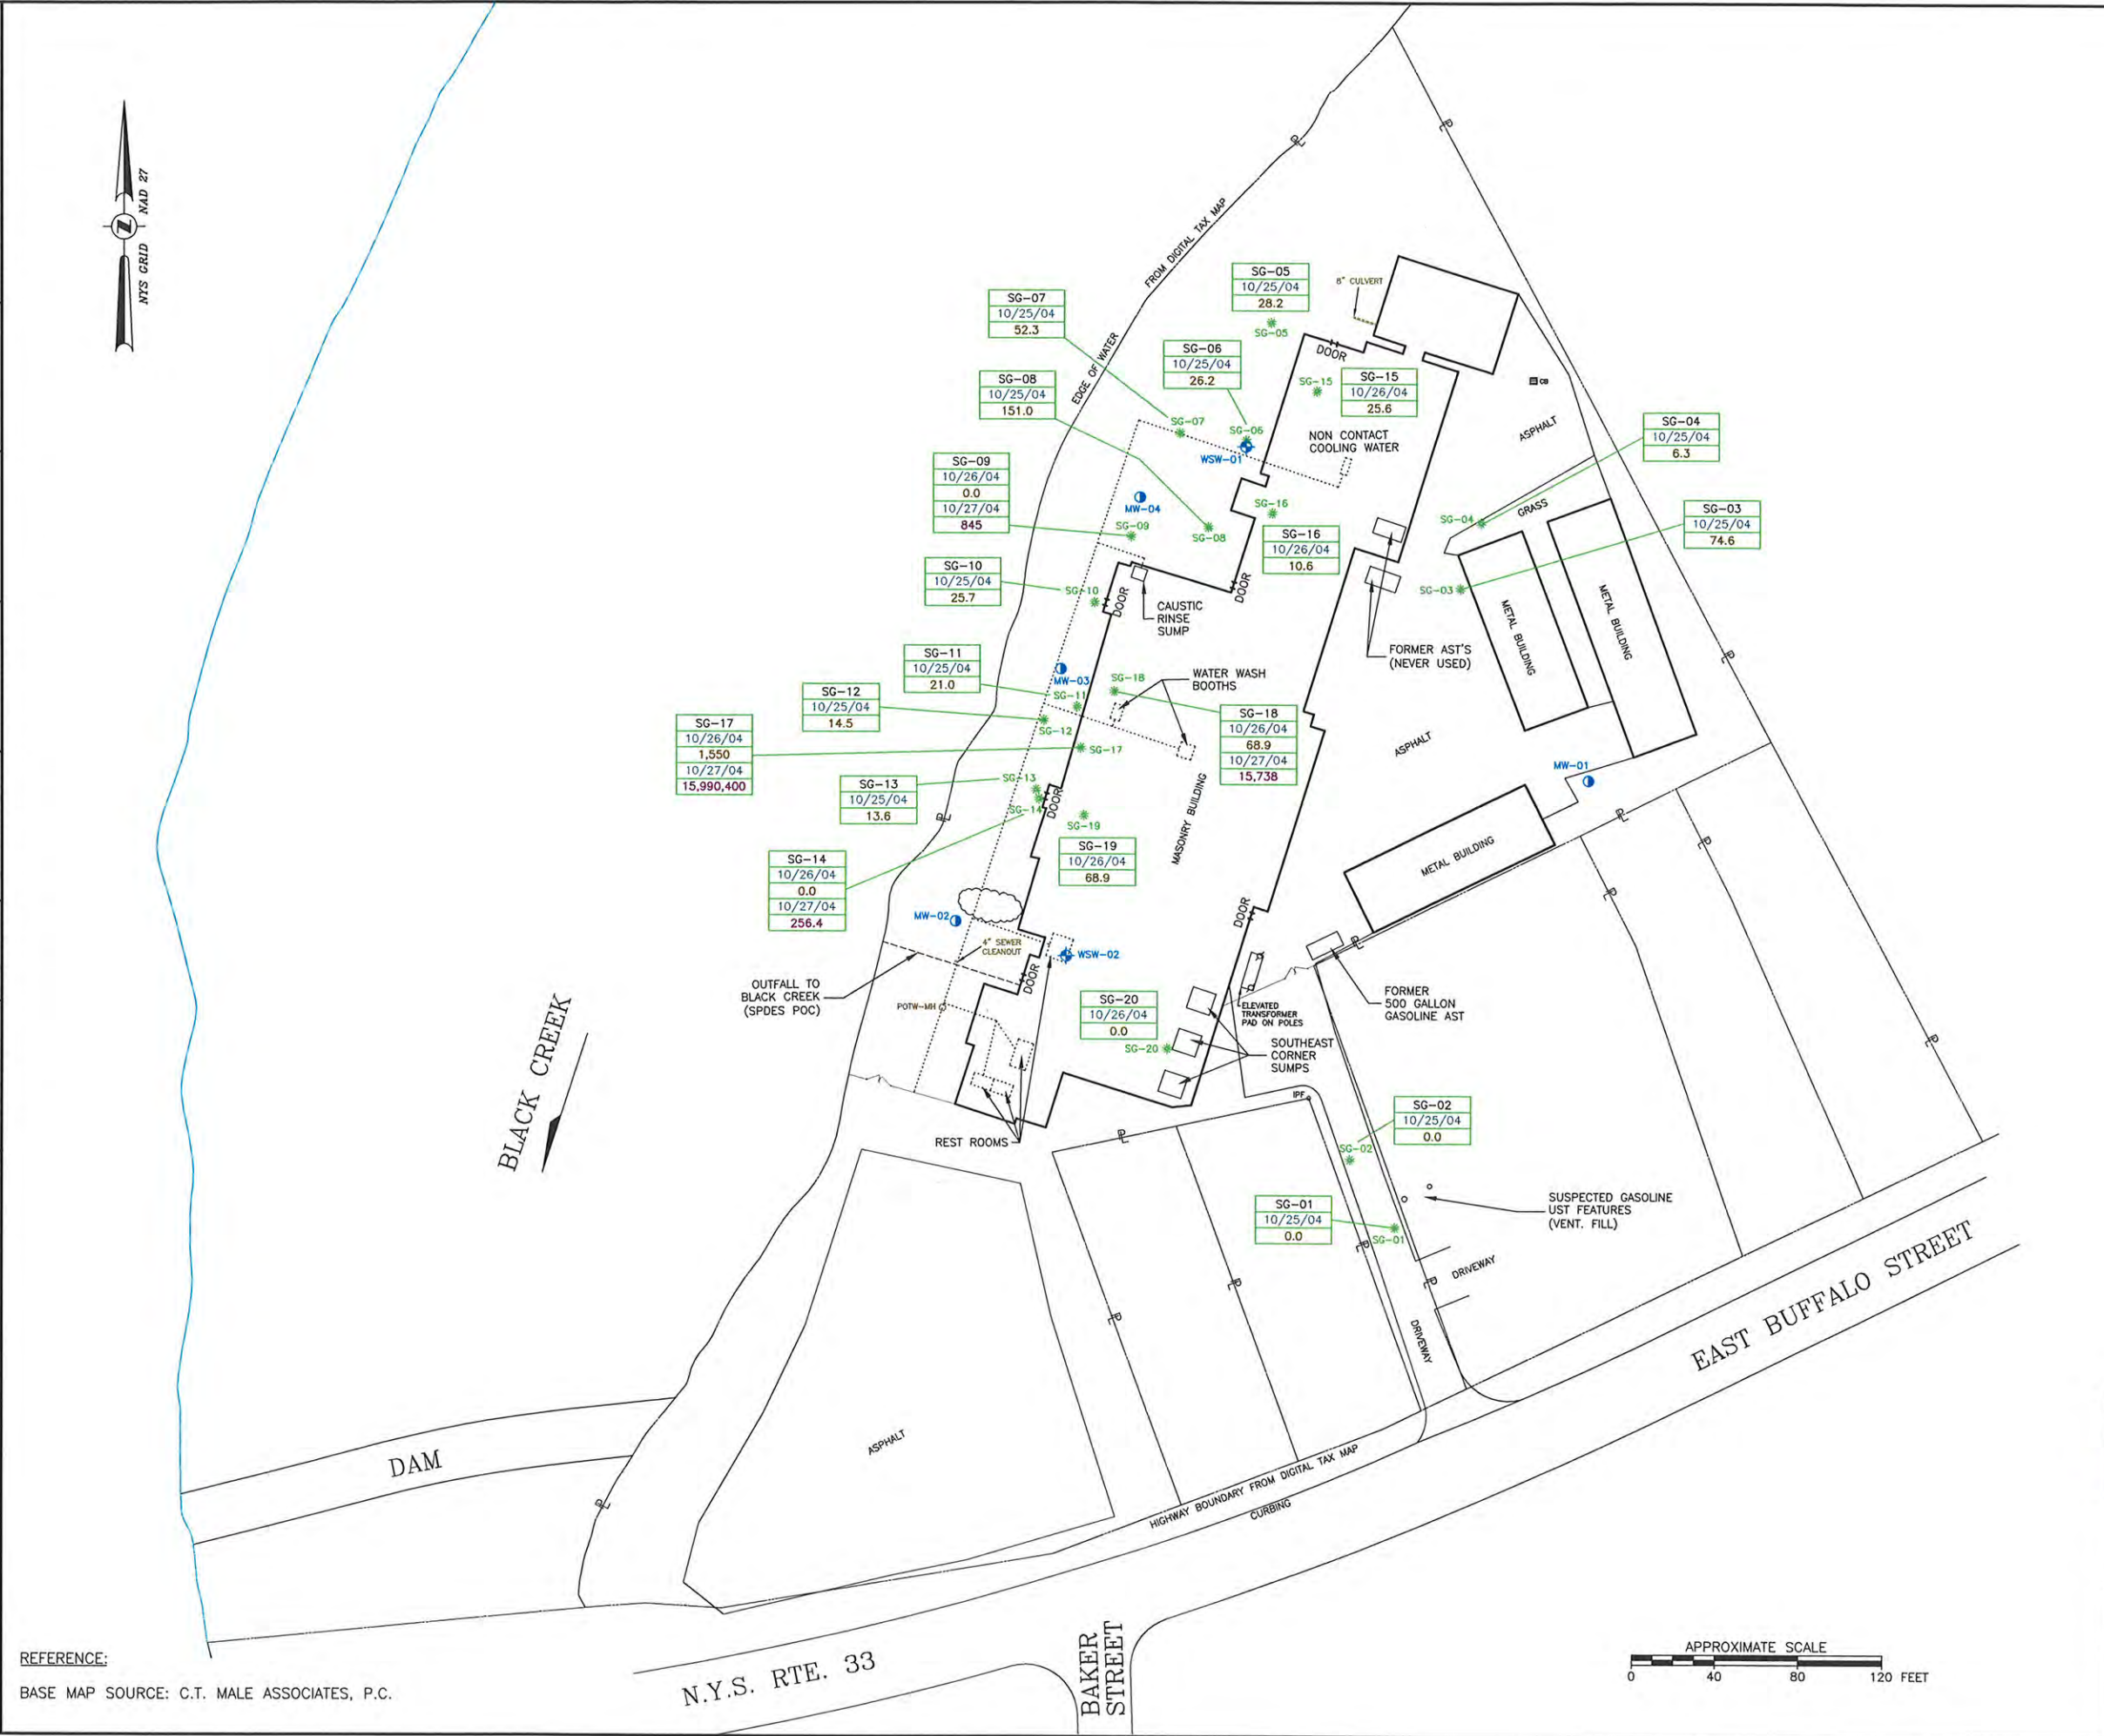 NYS GRID NAD 27
N
FROM DIGITAL TAX MAP
EDGE OF WATER
PL
PL
SG-05
10/25/04
28.2
SG-05
8" CULVERT
SG-07
10/25/04
52.3
SG-06
10/25/04
26.2
DOOR
SG-15
SG-15
10/26/04
25.6
CB
SG-08
10/25/04
151.0
SG-07
SG-06
WSW-01
NON CONTACT
COOLING WATER
ASPHALT
SG-04
10/25/04
6.3
SG-09
10/26/04
0.0
10/27/04
845
MW-04
SG-09
SG-08
SG-16
SG-16
10/26/04
10.6
SG-04
GRASS
SG-03
10/25/04
74.6
SG-10
10/25/04
25.7
SG-10
DOOR
DOOR
CAUSTIC
RINSE
SUMP
SG-03
METAL BUILDING
METAL BUILDING
FORMER AST'S
(NEVER USED)
PL
SG-11
10/25/04
21.0
MW-03
SG-11
SG-18
WATER WASH
BOOTHS
SG-12
10/25/04
14.5
SG-12
SG-18
10/26/04
68.9
10/27/04
15,738
SG-17
10/26/04
1,550
10/27/04
15,990,400
SG-17
ASPHALT
MW-01
SG-13
10/25/04
13.6
SG-13
SG-14
DOOR
SG-19
MASONRY BUILDING
PL
PL
PL
SG-19
10/26/04
68.9
METAL BUILDING
SG-14
10/26/04
0.0
10/27/04
256.4
PL
MW-02
4" SEWER
CLEANOUT
WSW-02
DOOR
DOOR
PL
OUTFALL TO
BLACK CREEK
(SPDES POC)
POTW-MH
ELEVATED
TRANSFORMER
PAD ON POLES
FORMER
500 GALLON
GASOLINE AST
SG-20
10/26/04
0.0
SG-20
SOUTHEAST
CORNER
SUMPS
PL
BLACK CREEK
REST ROOMS
PL
IPF
SG-02
10/25/04
0.0
SG-02
SG-01
10/25/04
0.0
SG-01
SUSPECTED GASOLINE
UST FEATURES
(VENT. FILL)
PL
PL
PL
PL
DRIVEWAY
DRIVEWAY
EAST BUFFALO STREET
ASPHALT
DAM
PL
HIGHWAY BOUNDARY FROM DIGITAL TAX MAP
CURBING
N.Y.S. RTE. 33
BAKER
STREET
REFERENCE:
BASE MAP SOURCE: C.T. MALE ASSOCIATES, P.C.
APPROXIMATE SCALE
0 40 80 120 FEET